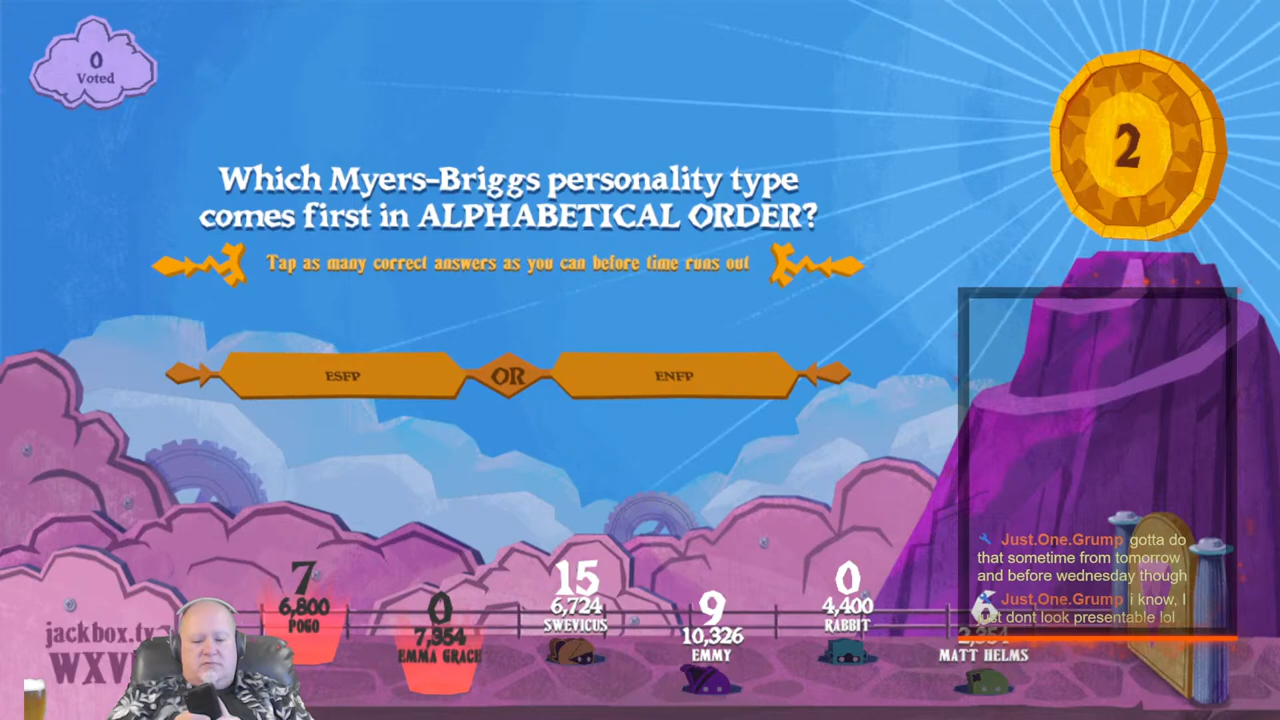 0
Voted
2
Which Myers-Briggs personality type
comes first in ALPHABETICAL ORDER?
Tap as many correct answers as you can before time runs out
ESFP OR ENFP
Just.One.Grump gotta do
that sometime from tomorrow
and before wednesday though
Just.One.Grump i know, I
just dont look presentable lol
7
6,800
POGO
0
7,354
EMMA GRACE
15
6,724
SWEVICUS
9
10,326
EMMY
0
4,400
RABBIT
6
MATT HELMS
jackbox.tv